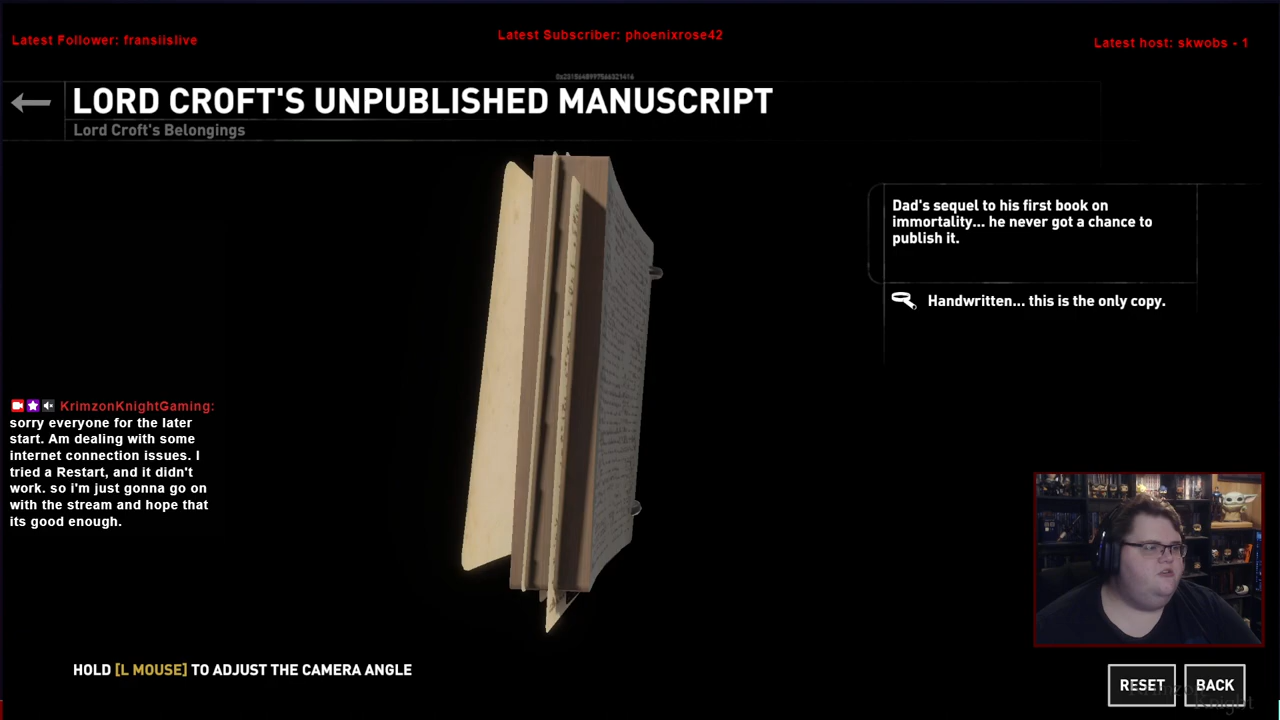 Latest Follower: fransiislive
Latest Subscriber: phoenixrose42
Latest host: skwobs - 1
LORD CROFT'S UNPUBLISHED MANUSCRIPT
Lord Croft's Belongings
Dad's sequel to his first book on
immortality... he never got a chance to
publish it.
Handwritten... this is the only copy.
KrimzonKnightGaming:
sorry everyone for the later
start. Am dealing with some
internet connection issues. I
tried a Restart, and it didn't
work. so i'm just gonna go on
with the stream and hope that
its good enough.
HOLD [L MOUSE] TO ADJUST THE CAMERA ANGLE
RESET
BACK
Knight